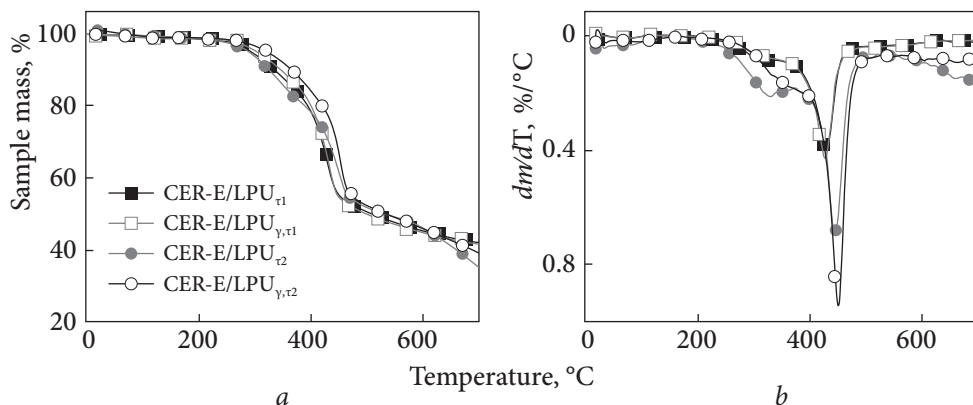 Sample mass, %
100
80
60
40
20
0
200
400
600
CER-E/LPUτ1
CER-E/LPUγ,τ1
CER-E/LPUτ2
CER-E/LPUγ,τ2
a
dm/dT, %/°C
0
0.4
0.8
0
200
400
600
b
Temperature, °C